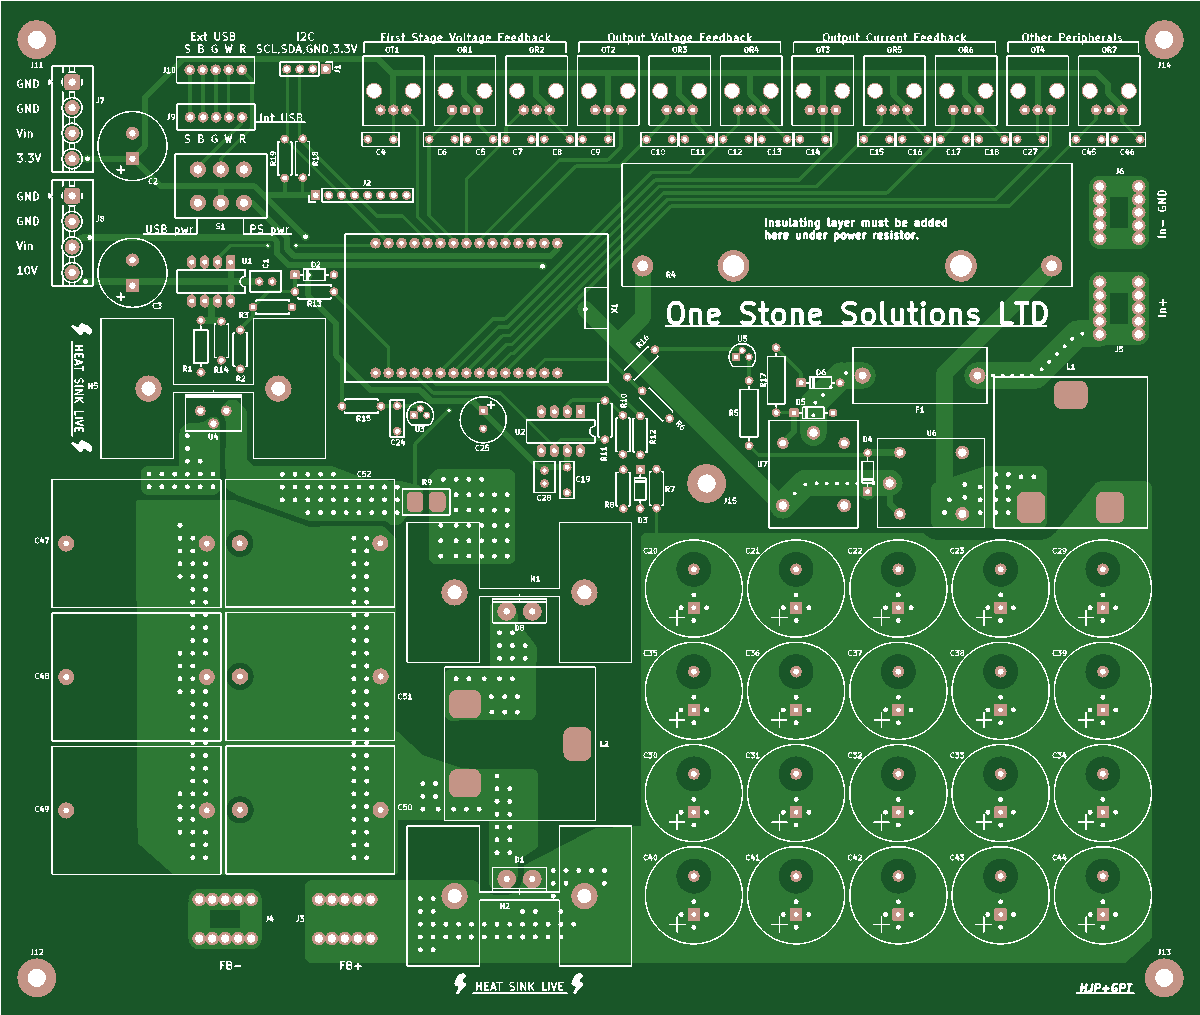 Ext USB
S B G W R
I2C
SCL,SDA,GND,3.3V
First Stage Voltage Feedback
Output Voltage Feedback
Output Current Feedback
Other Peripherals
OT1 OR1 OR2 OT2 OR3 OR4 OT3 OR5 OR6 OT4 OR7
J11
J10
J1
J14
GND
J7
GND
J9
Int USB
Vin
S B G W R
3.3V
C4 C6 C5 C7 C8 C9 C10 C11 C12 C13 C14 C15 C16 C17 C18 C27 C45 C46
R19
R18
C2
J2
J6
GND
J8
GND
S1
USB pwr
PS pwr
Vin
10V
In- GND
Insulating layer must be added
here under power resistor.
U1
C1
D2
R4
R13
C3
R3
X1
One Stone Solutions LTD
In+
J5
HEAT SINK LIVE
H5
R1
R14
R2
U4
R16
U5
R17
D6
F1
L1
R15
C24
U3
C26
U2
R10
R11
R12
R6
R5
D5
D4
U6
U7
C52
R9
C28
C19
R8
D3
R7
J15
C47
H1
D8
C20 C21 C22 C23 C29
C48
C51
C35 C36 C37 C38 C39
L2
C49
C50
C30 C31 C32 C33 C34
D1
H2
C40 C41 C42 C43 C44
J4
J3
FB-
FB+
J12
HEAT SINK LIVE
J13
HJP+GPT